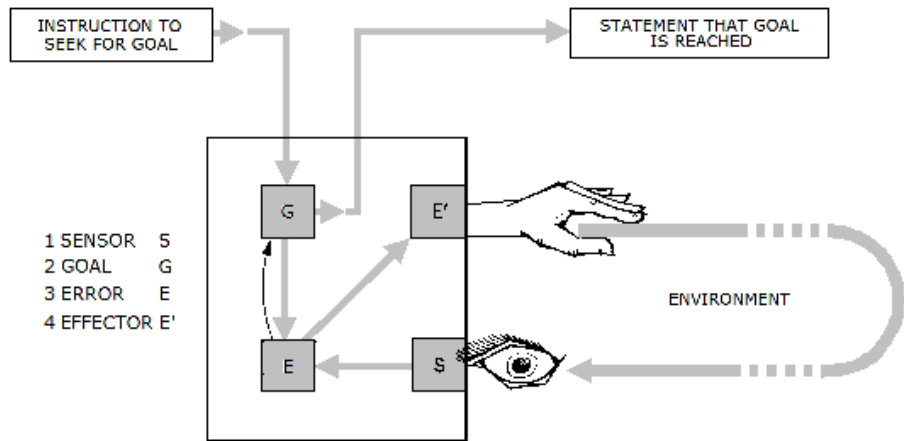 INSTRUCTION TO
SEEK FOR GOAL
STATEMENT THAT GOAL
IS REACHED
G
E'
1 SENSOR S
2 GOAL G
3 ERROR E
4 EFFECTOR E'
ENVIRONMENT
E
S